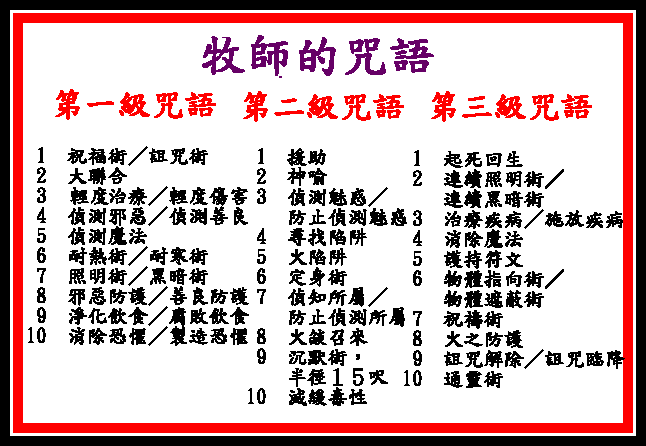 牧師的咒語
第一級咒語
1 祝福術／詛咒術
2 大聯合
3 輕度治療／輕度傷害
4 偵測邪惡／偵測善良
5 偵測魔法
6 耐熱術／耐寒術
7 照明術／黑暗術
8 邪惡防護／善良防護
9 淨化飲食／腐敗飲食
10 消除恐懼／製造恐懼
第二級咒語
1 援助
2 神喻
3 偵測魅惑／
防止偵測魅惑
4 尋找陷阱
5 火陷阱
6 定身術
7 偵知所屬／
防止偵測所屬
8 火燄召來
9 沉默術，
半徑１５呎
10 減緩毒性
第三級咒語
1 起死回生
2 連續照明術／
連續黑暗術
3 治療疾病／施放疾病
4 消除魔法
5 護持符文
6 物體指向術／
物體遮蔽術
7 祝禱術
8 火之防護
9 詛咒解除／詛咒臨降
10 通靈術